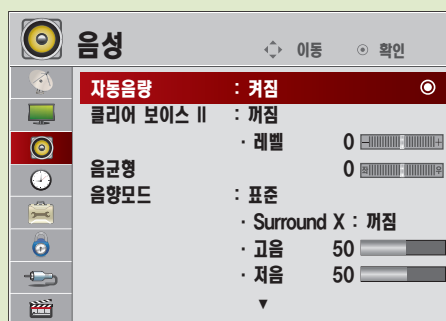 음성 이동 확인
자동음량 : 켜짐
클리어 보이스 II : 꺼짐
· 레벨 0 - +
음균형 0 좌 우
음향모드 : 표준
· Surround X : 꺼짐
· 고음 50
· 저음 50
▼